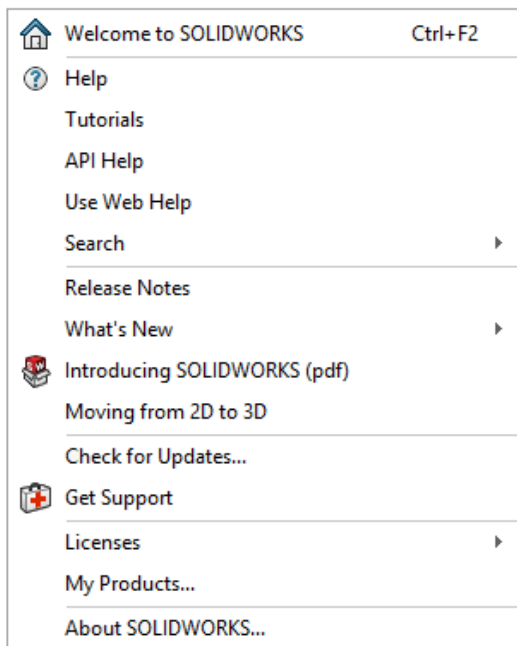 Welcome to SOLIDWORKS Ctrl+F2
Help
Tutorials
API Help
Use Web Help
Search
Release Notes
What's New
Introducing SOLIDWORKS (pdf)
Moving from 2D to 3D
Check for Updates...
Get Support
Licenses
My Products...
About SOLIDWORKS...